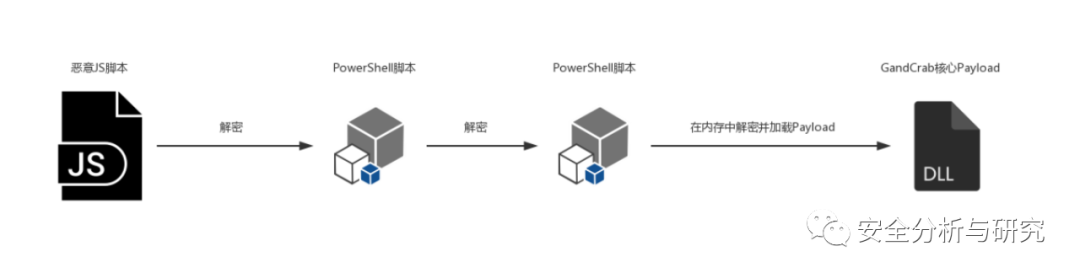 恶意JS脚本
PowerShell脚本
PowerShell脚本
GandCrab核心Payload
解密
解密
在内存中解密并加载Payload
JS
DLL
安全分析与研究